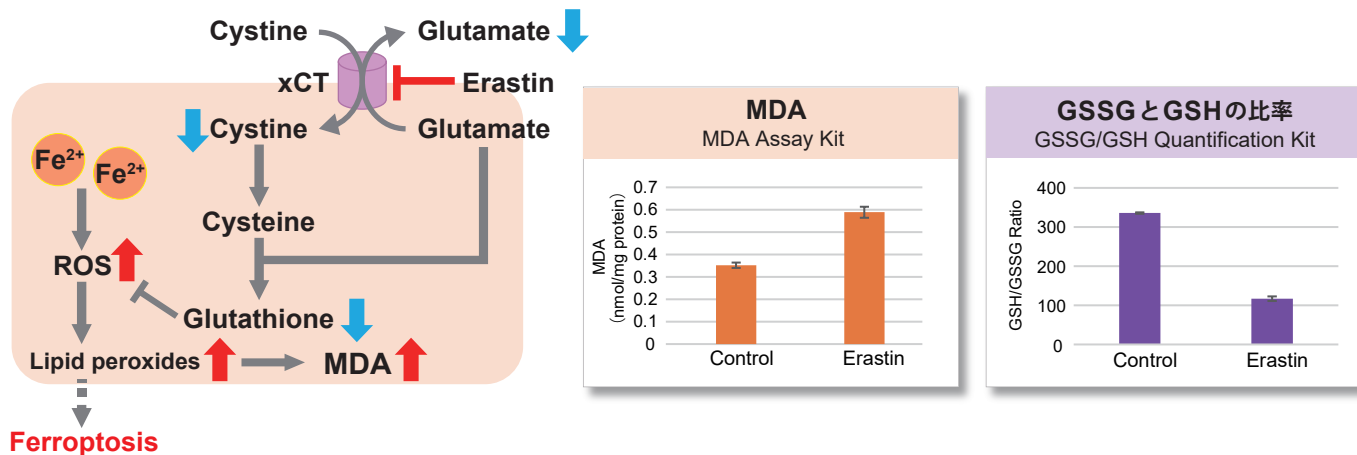 Cystine
Glutamate
xCT
Erastin
Cystine
Glutamate
Fe²⁺
Fe²⁺
Cysteine
ROS
Glutathione
Lipid peroxides
MDA
Ferroptosis
MDA
MDA Assay Kit
MDA
(nmol/mg protein)
0.7
0.6
0.5
0.4
0.3
0.2
0.1
0
Control
Erastin
GSSGとGSHの比率
GSSG/GSH Quantification Kit
GSH/GSSG Ratio
400
300
200
100
0
Control
Erastin